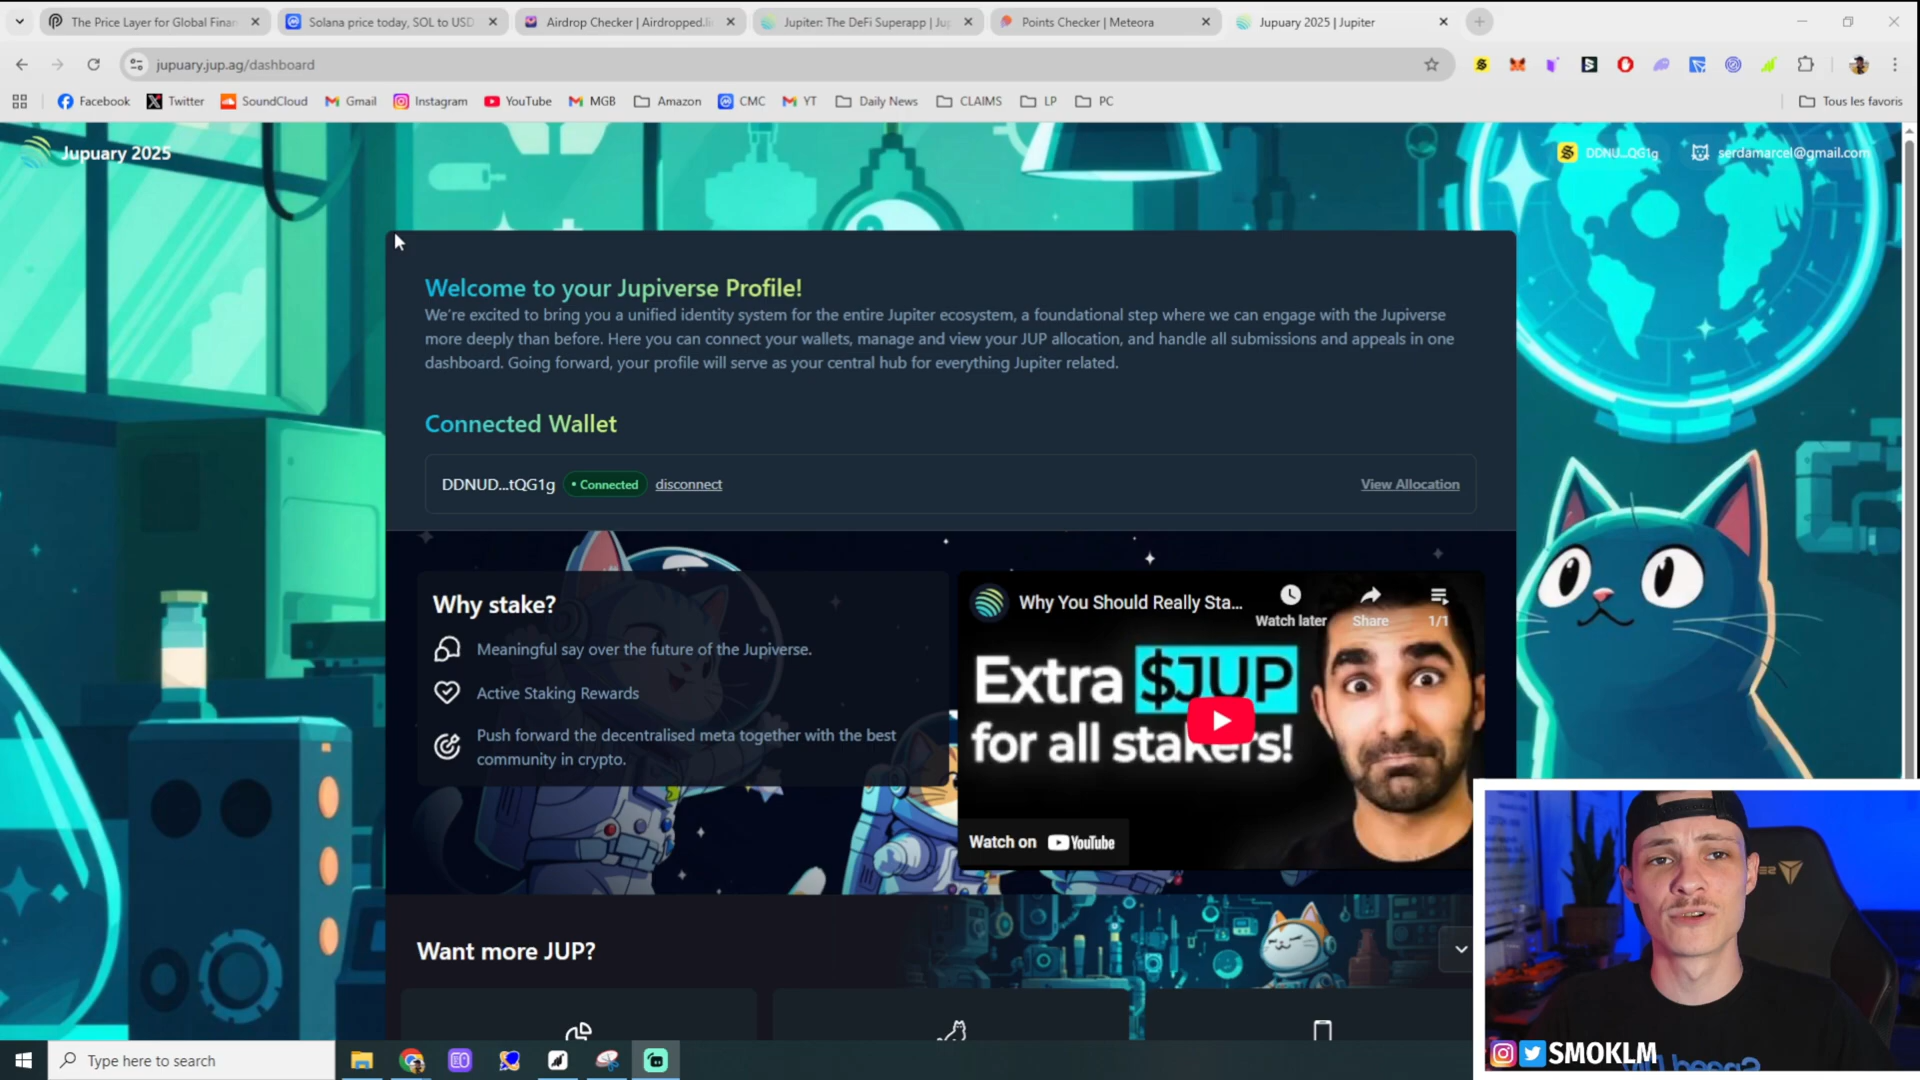 The Price Layer for Global Finan
Solana price today, SOL to USD
Airdrop Checker | Airdropped.li
Jupiter: The DeFi Superapp | Ju
Points Checker | Meteora
Jupuary 2025 | Jupiter
jupuary.jup.ag/dashboard
Facebook
Twitter
SoundCloud
Gmail
Instagram
YouTube
MGB
Amazon
CMC
YT
Daily News
CLAIMS
LP
PC
Tous les favoris
Jupuary 2025
DDNU...QG1g
serdamarcel@gmail.com
Welcome to your Jupiverse Profile!
We're excited to bring you a unified identity system for the entire Jupiter ecosystem, a foundational step where we can engage with the Jupiverse
more deeply than before. Here you can connect your wallets, manage and view your JUP allocation, and handle all submissions and appeals in one
dashboard. Going forward, your profile will serve as your central hub for everything Jupiter related.
Connected Wallet
DDNUD...tQG1g
• Connected
disconnect
View Allocation
Why stake?
Meaningful say over the future of the Jupiverse.
Active Staking Rewards
Push forward the decentralised meta together with the best
community in crypto.
Why You Should Really Sta...
Watch later
Share
1/1
Extra $JUP
for all stakers!
Watch on YouTube
Want more JUP?
Type here to search
SMOKLM